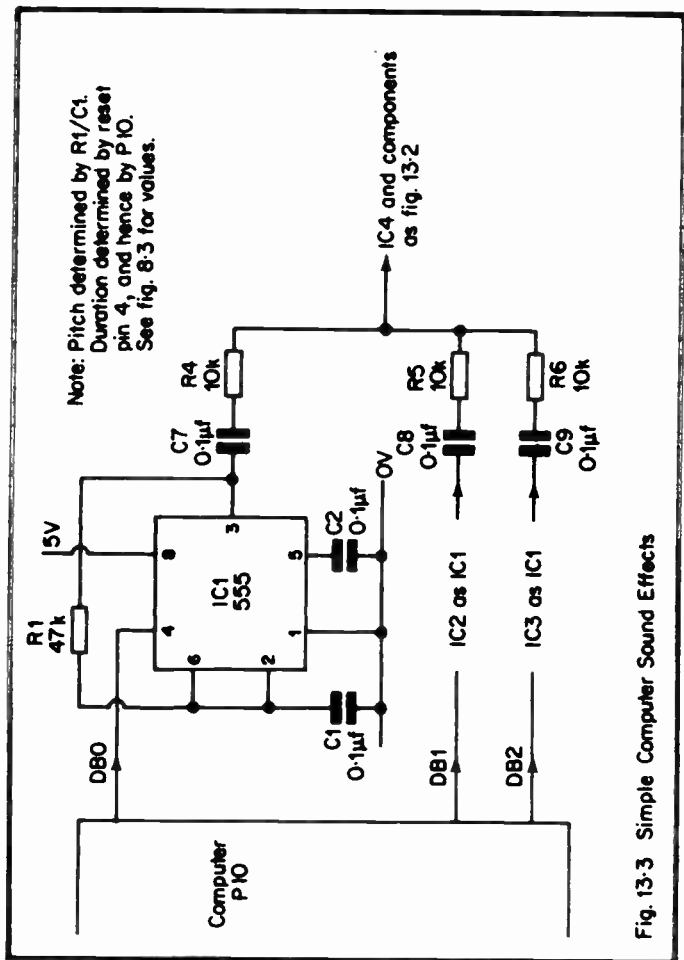 Note: Pitch determined by R1/C1.
Duration determined by reset
pin 4, and hence by PIO.
See fig. 8·3 for values.
5V
R1
47k
DB0
4
8
6
IC1
555
3
2
1
5
C7
0·1µf
R4
10k
C1
0·1µf
C2
0·1µf
0V
IC4 and components
as fig. 13·2
Computer
PIO
DB1
IC2 as IC1
C8
0·1µf
R5
10k
DB2
IC3 as IC1
C9
0·1µf
R6
10k
Fig. 13·3 Simple Computer Sound Effects